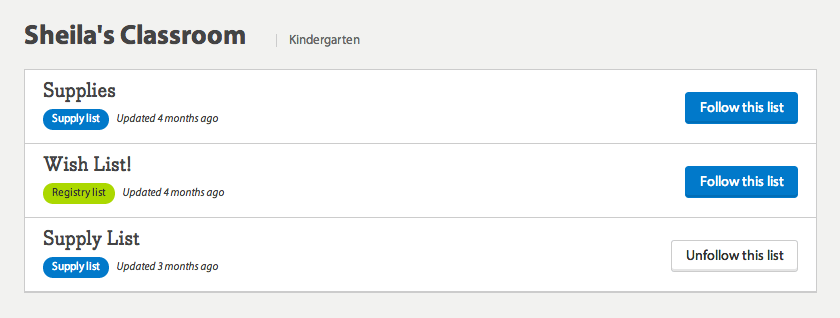 Sheila's Classroom | Kindergarten
Supplies
Supply list Updated 4 months ago
Follow this list
Wish List!
Registry list Updated 4 months ago
Follow this list
Supply List
Supply list Updated 3 months ago
Unfollow this list